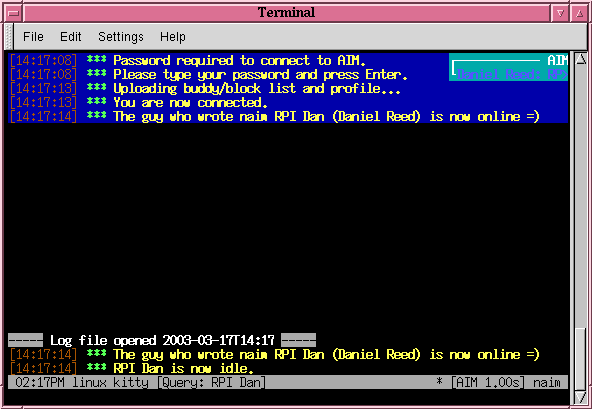 Terminal
File Edit Settings Help
[14:17:08] *** Password required to connect to AIM. AIM
[14:17:08] *** Please type your password and press Enter. Daniel Reed: RPI
[14:17:13] *** Uploading buddy/block list and profile...
[14:17:13] *** You are now connected.
[14:17:14] *** The guy who wrote naim RPI Dan (Daniel Reed) is now online =)
----- Log file opened 2003-03-17T14:17 -----
[14:17:14] *** The guy who wrote naim RPI Dan (Daniel Reed) is now online =)
[14:17:14] *** RPI Dan is now idle.
02:17PM linux kitty [Query: RPI Dan] * [AIM 1.00s] naim